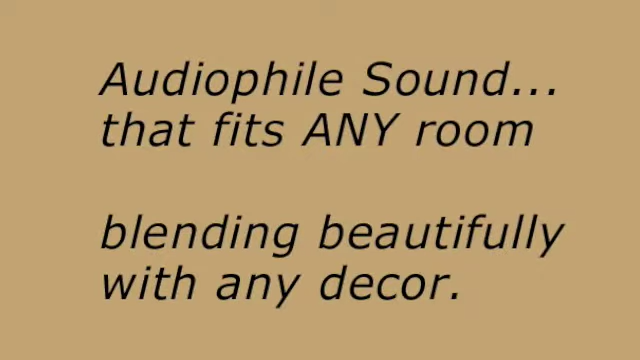 Audiophile Sound...
that fits ANY room
blending beautifully
with any decor.